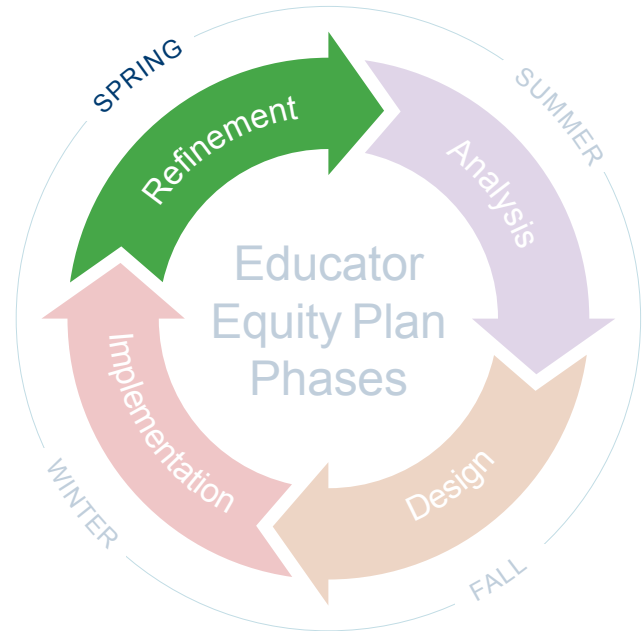 SPRING
SUMMER
Refinement
Analysis
Educator
Equity Plan
Phases
Implementation
Design
WINTER
FALL